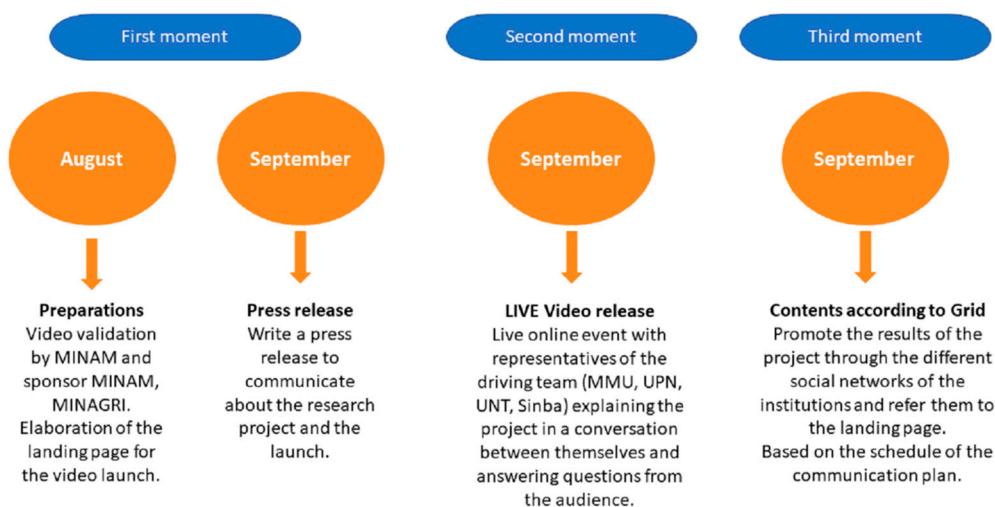 First moment
Second moment
Third moment
August
September
September
September
Preparations
Video validation
by MINAM and
sponsor MINAM,
MINAGRI.
Elaboration of the
landing page for
the video launch.
Press release
Write a press
release to
communicate
about the research
project and the
launch.
LIVE Video release
Live online event with
representatives of the
driving team (MMU, UPN,
UNT, Sinba) explaining the
project in a conversation
between themselves and
answering questions from
the audience.
Contents according to Grid
Promote the results of the
project through the different
social networks of the
institutions and refer them to
the landing page.
Based on the schedule of the
communication plan.